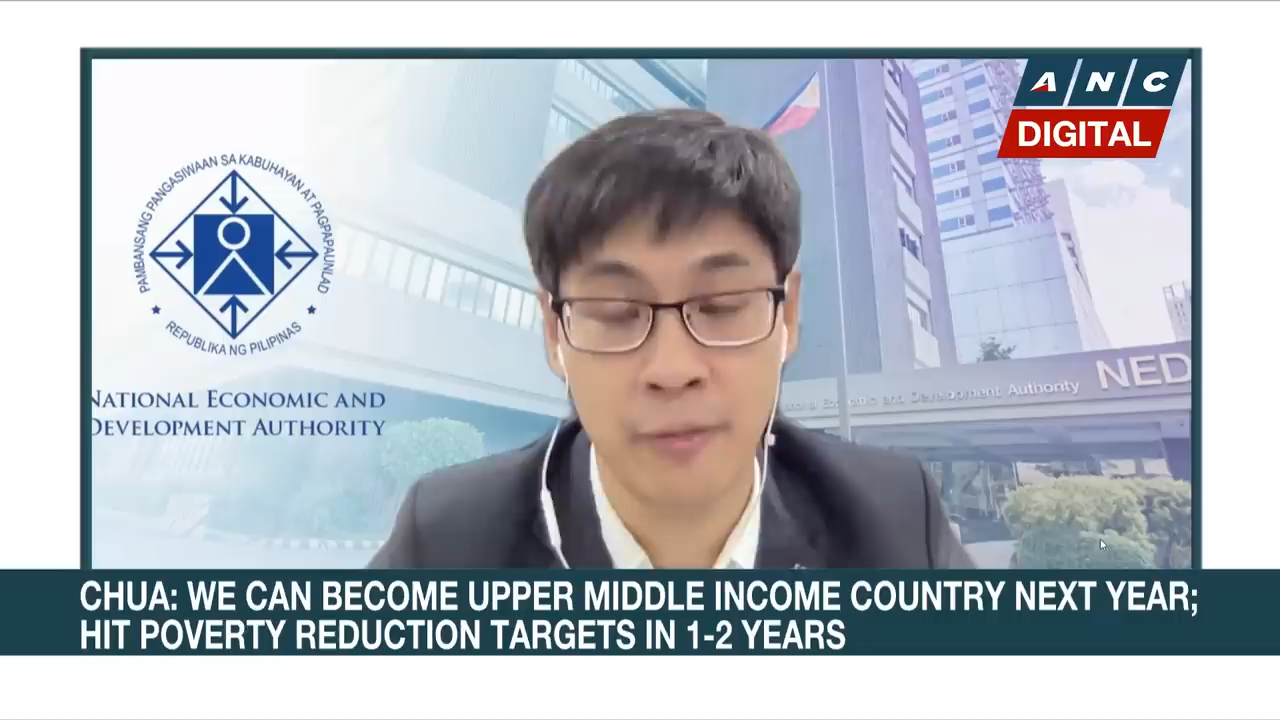 ANC
DIGITAL
PAMBANSANG PANGASIWAAN SA KABUHAYAN AT PAGPAPAUNLAD
REPUBLIKA NG PILIPINAS
NATIONAL ECONOMIC AND
DEVELOPMENT AUTHORITY
Economic and Development Authority
NED
CHUA: WE CAN BECOME UPPER MIDDLE INCOME COUNTRY NEXT YEAR;
HIT POVERTY REDUCTION TARGETS IN 1-2 YEARS